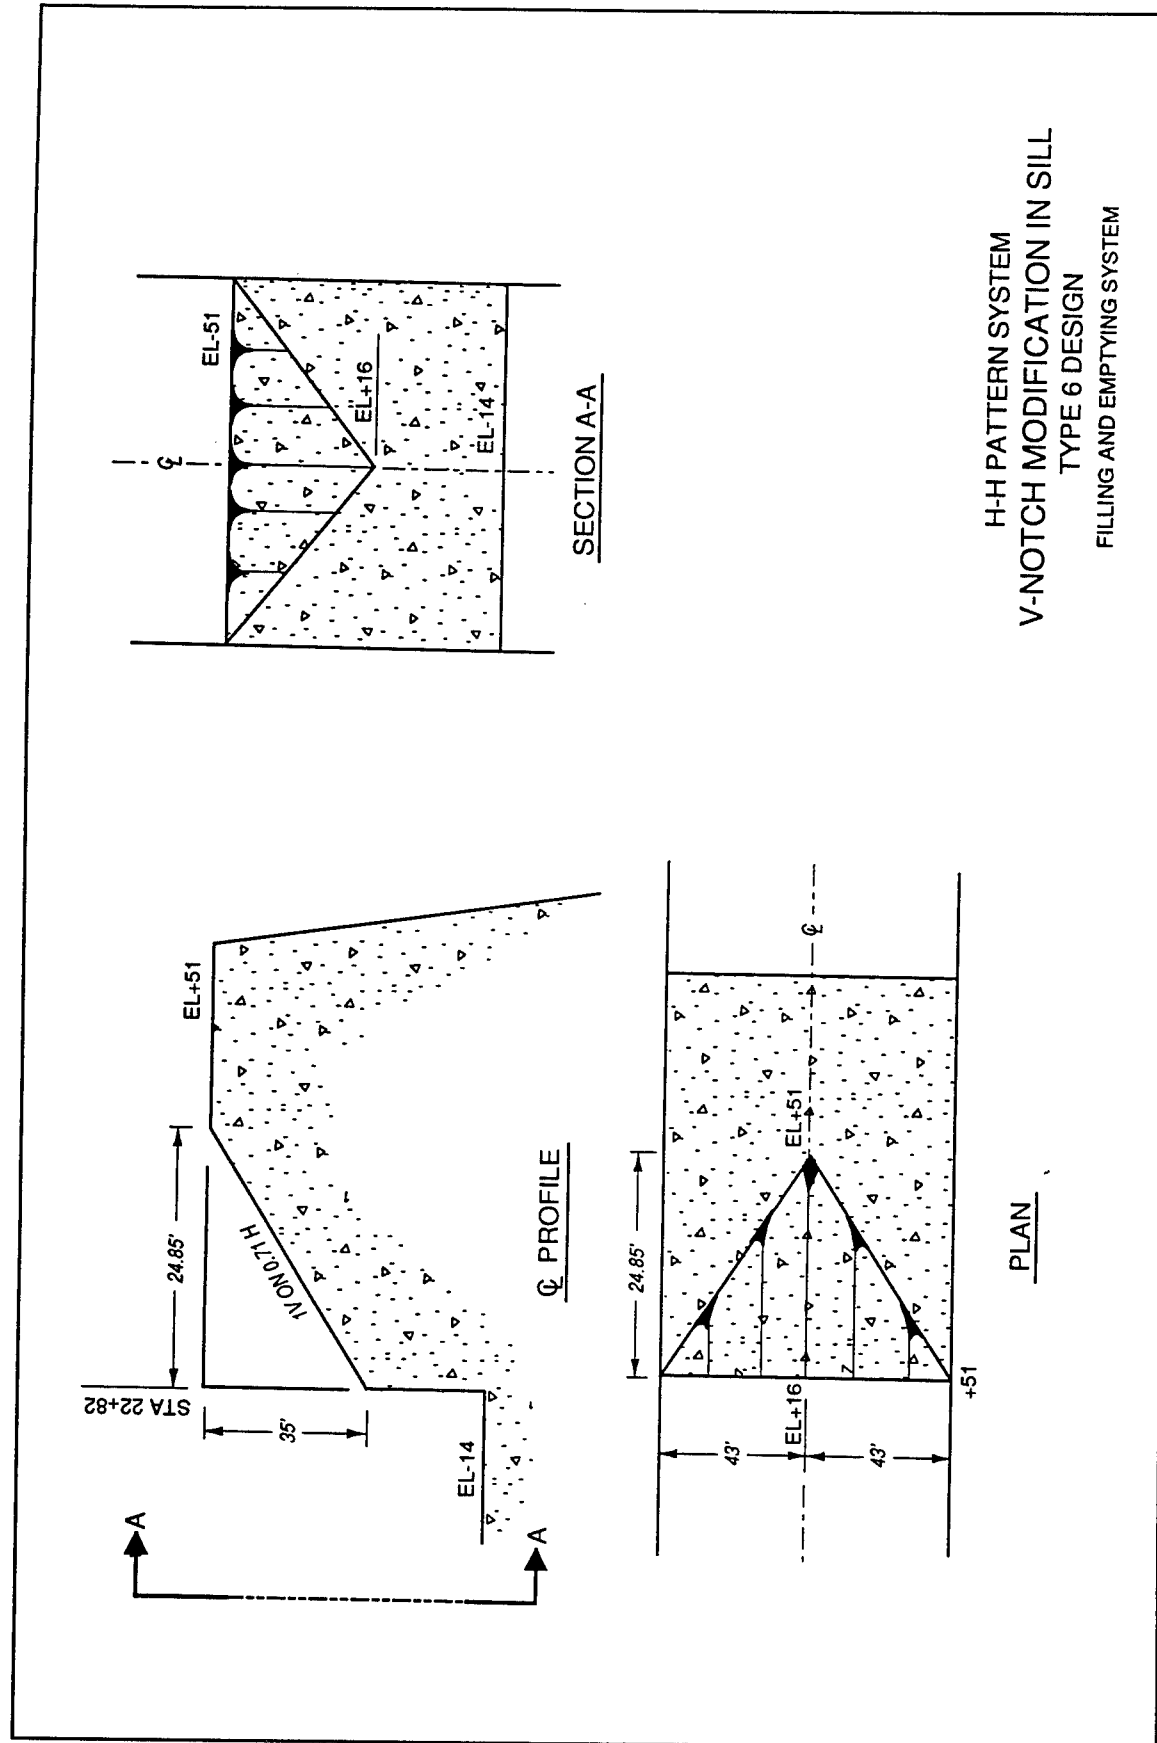 STA 22+82
24.85'
EL+51
35'
1V ON 0.71 H
EL-14
A
A
℄ PROFILE
℄
EL-51
EL+16
EL-14
SECTION A-A
24.85'
43'
43'
EL+16
EL+51
℄
+51
PLAN
H-H PATTERN SYSTEM
V-NOTCH MODIFICATION IN SILL
TYPE 6 DESIGN
FILLING AND EMPTYING SYSTEM